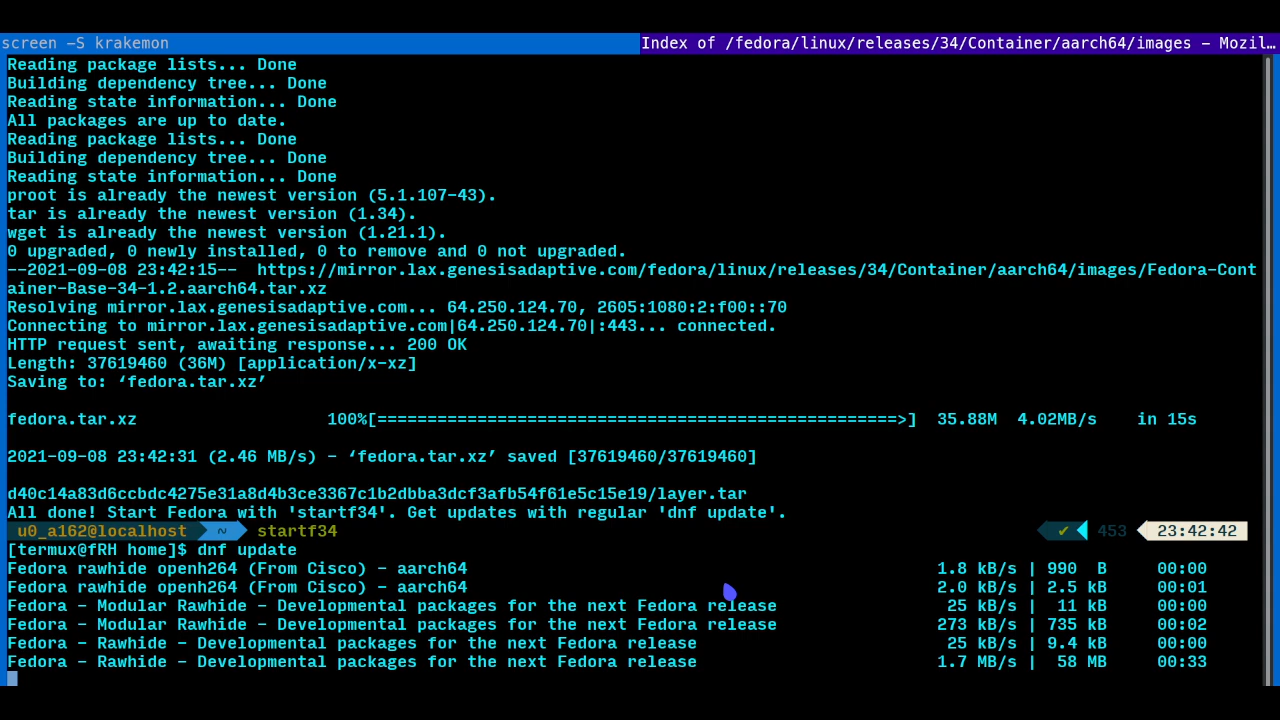 screen -S krakemon
Index of /fedora/linux/releases/34/Container/aarch64/images - Mozil…
Reading package lists... Done
Building dependency tree... Done
Reading state information... Done
All packages are up to date.
Reading package lists... Done
Building dependency tree... Done
Reading state information... Done
proot is already the newest version (5.1.107-43).
tar is already the newest version (1.34).
wget is already the newest version (1.21.1).
0 upgraded, 0 newly installed, 0 to remove and 0 not upgraded.
--2021-09-08 23:42:15--  https://mirror.lax.genesisadaptive.com/fedora/linux/releases/34/Container/aarch64/images/Fedora-Cont
ainer-Base-34-1.2.aarch64.tar.xz
Resolving mirror.lax.genesisadaptive.com... 64.250.124.70, 2605:1080:2:f00::70
Connecting to mirror.lax.genesisadaptive.com|64.250.124.70|:443... connected.
HTTP request sent, awaiting response... 200 OK
Length: 37619460 (36M) [application/x-xz]
Saving to: ‘fedora.tar.xz’
fedora.tar.xz 100%[====================================================>] 35.88M 4.02MB/s in 15s
2021-09-08 23:42:31 (2.46 MB/s) - ‘fedora.tar.xz’ saved [37619460/37619460]
d40c14a83d6ccbdc4275e31a8d4b3ce3367c1b2dbba3dcf3afb54f61e5c15e19/layer.tar
All done! Start Fedora with 'startf34'. Get updates with regular 'dnf update'.
u0_a162@localhost ~ startf34 ✔ 453 23:42:42
[termux@fRH home]$ dnf update
Fedora rawhide openh264 (From Cisco) - aarch64 1.8 kB/s | 990 B 00:00
Fedora rawhide openh264 (From Cisco) - aarch64 2.0 kB/s | 2.5 kB 00:01
Fedora - Modular Rawhide - Developmental packages for the next Fedora release 25 kB/s | 11 kB 00:00
Fedora - Modular Rawhide - Developmental packages for the next Fedora release 273 kB/s | 735 kB 00:02
Fedora - Rawhide - Developmental packages for the next Fedora release 25 kB/s | 9.4 kB 00:00
Fedora - Rawhide - Developmental packages for the next Fedora release 1.7 MB/s | 58 MB 00:33